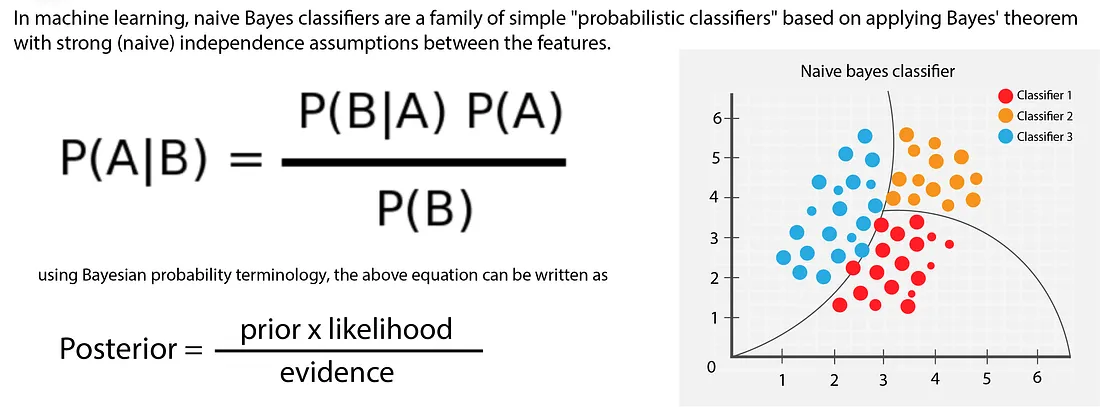 In machine learning, naive Bayes classifiers are a family of simple "probabilistic classifiers" based on applying Bayes' theorem
with strong (naive) independence assumptions between the features.
P(A|B) = P(B|A) P(A)
P(B)
using Bayesian probability terminology, the above equation can be written as
Posterior = prior x likelihood
evidence
Naive bayes classifier
Classifier 1
Classifier 2
Classifier 3
6
5
4
3
2
1
0
1 2 3 4 5 6